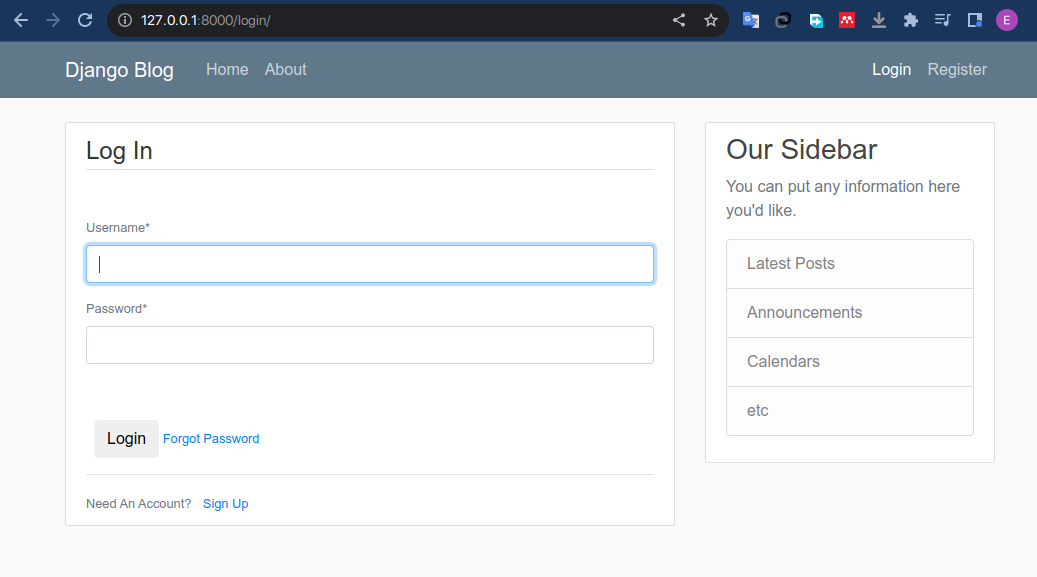 127.0.0.1:8000/login/
E
Django Blog Home About Login Register
Log In
Username*
Password*
Login Forgot Password
Need An Account? Sign Up
Our Sidebar
You can put any information here
you'd like.
Latest Posts
Announcements
Calendars
etc